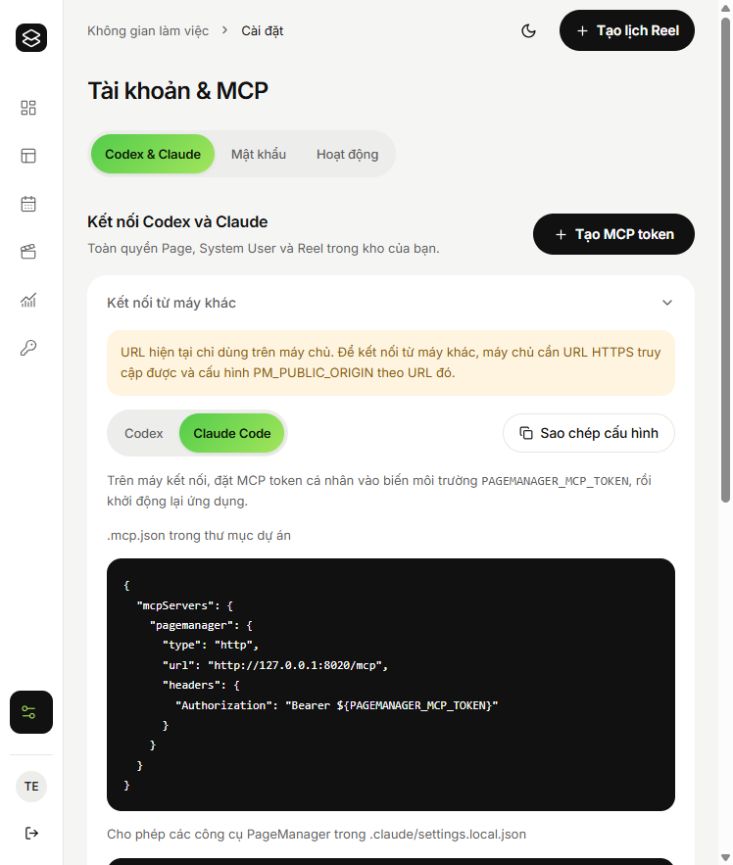 Không gian làm việc > Cài đặt
+ Tạo lịch Reel
Tài khoản & MCP
Codex & Claude
Mật khẩu
Hoạt động
Kết nối Codex và Claude
Toàn quyền Page, System User và Reel trong kho của bạn.
+ Tạo MCP token
Kết nối từ máy khác
URL hiện tại chỉ dùng trên máy chủ. Để kết nối từ máy khác, máy chủ cần URL HTTPS truy
cập được và cấu hình PM_PUBLIC_ORIGIN theo URL đó.
Codex
Claude Code
Sao chép cấu hình
Trên máy kết nối, đặt MCP token cá nhân vào biến môi trường PAGEMANAGER_MCP_TOKEN, rồi
khởi động lại ứng dụng.
.mcp.json trong thư mục dự án
{
  "mcpServers": {
    "pagemanager": {
      "type": "http",
      "url": "http://127.0.0.1:8020/mcp",
      "headers": {
        "Authorization": "Bearer ${PAGEMANAGER_MCP_TOKEN}"
      }
    }
  }
}
Cho phép các công cụ PageManager trong .claude/settings.local.json
TE